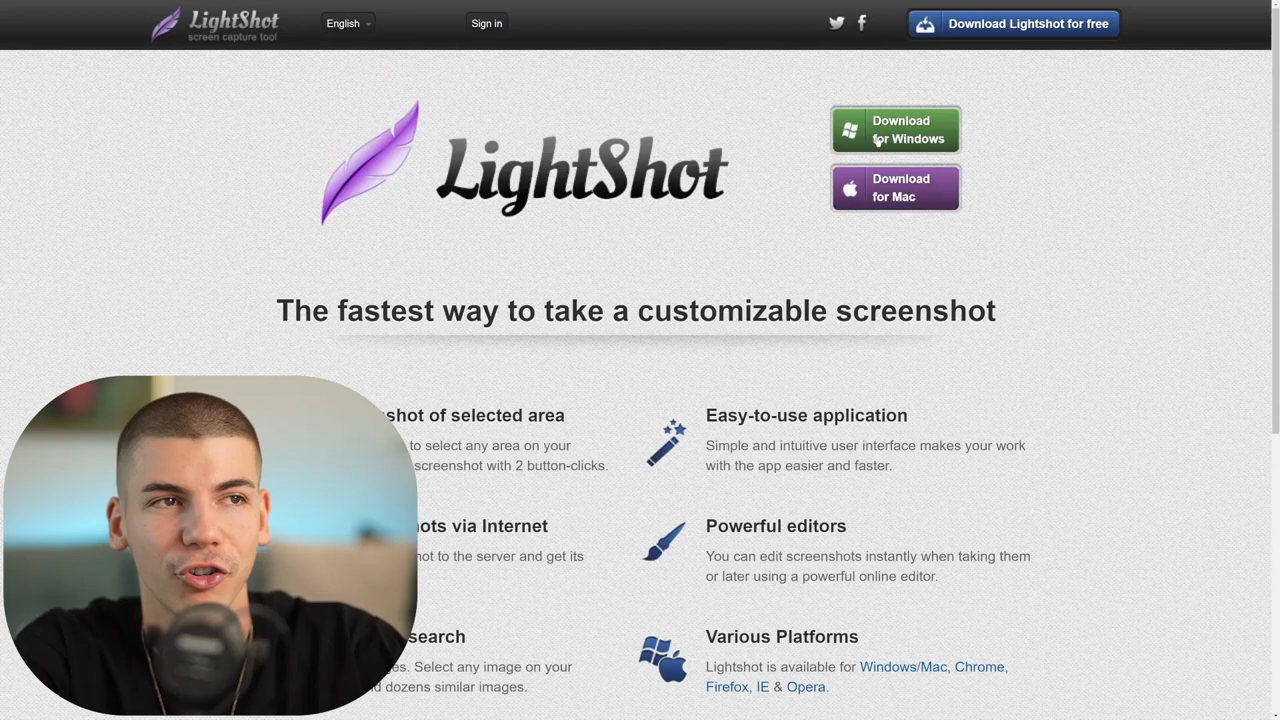 LightShot
screen capture tool
English
Sign in
Download Lightshot for free
LightShot
Download
for Windows
Download
for Mac
The fastest way to take a customizable screenshot
shot of selected area
to select any area on your
screenshot with 2 button-clicks.
Easy-to-use application
Simple and intuitive user interface makes your work
with the app easier and faster.
via Internet
to the server and get its
Powerful editors
You can edit screenshots instantly when taking them
or later using a powerful online editor.
search
Select any image on your
dozens similar images.
Various Platforms
Lightshot is available for Windows/Mac, Chrome,
Firefox, IE & Opera.